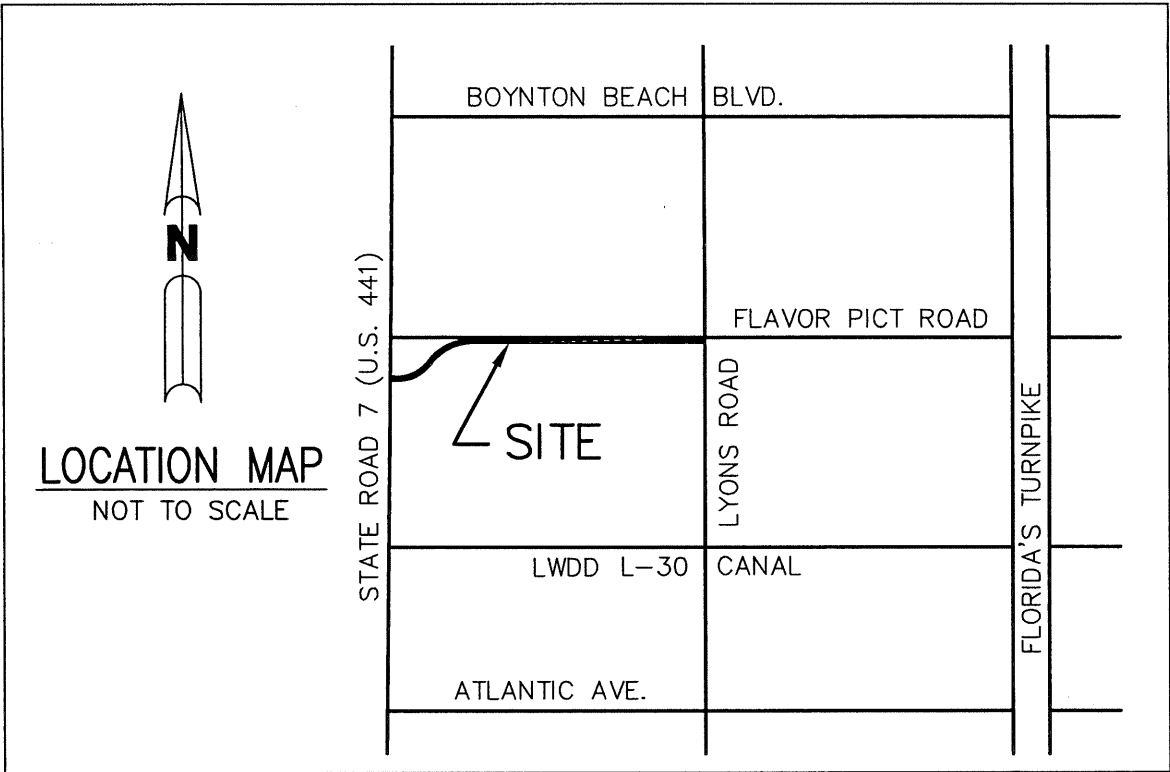 BOYNTON BEACH BLVD.
N
STATE ROAD 7 (U.S. 441)
FLAVOR PICT ROAD
LYONS ROAD
FLORIDA'S TURNPIKE
SITE
LOCATION MAP
NOT TO SCALE
LWDD L-30 CANAL
ATLANTIC AVE.